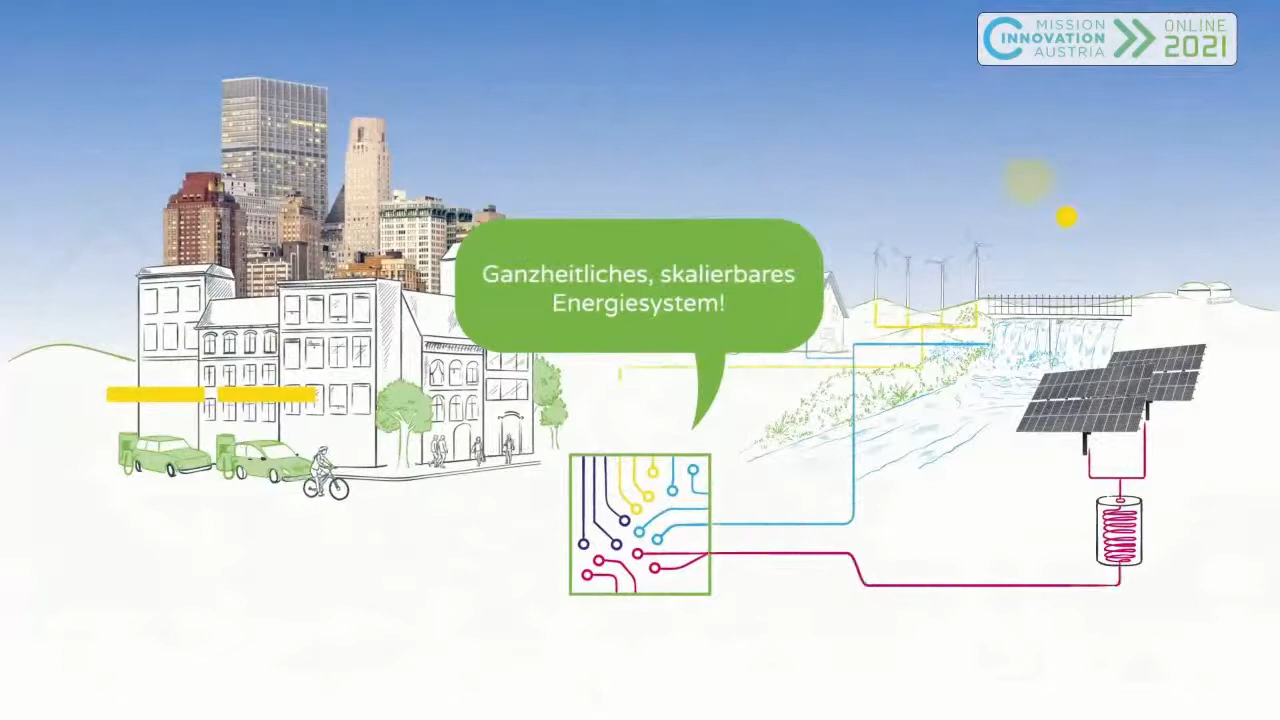 MISSION
INNOVATION
AUSTRIA
ONLINE
2021
Ganzheitliches, skalierbares
Energiesystem!